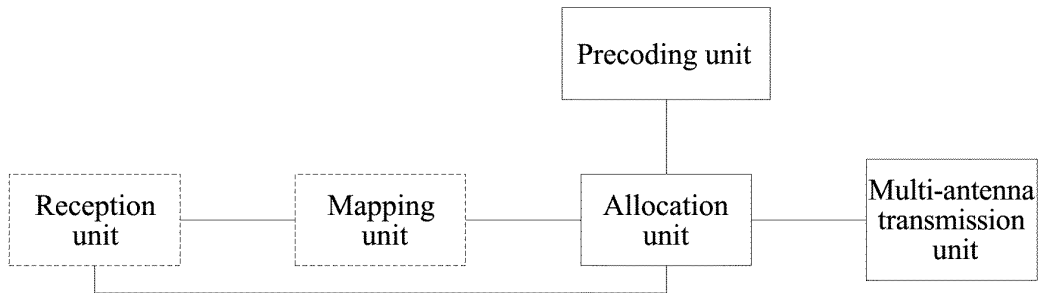 Precoding unit
Reception
unit
Mapping
unit
Allocation
unit
Multi-antenna
transmission
unit